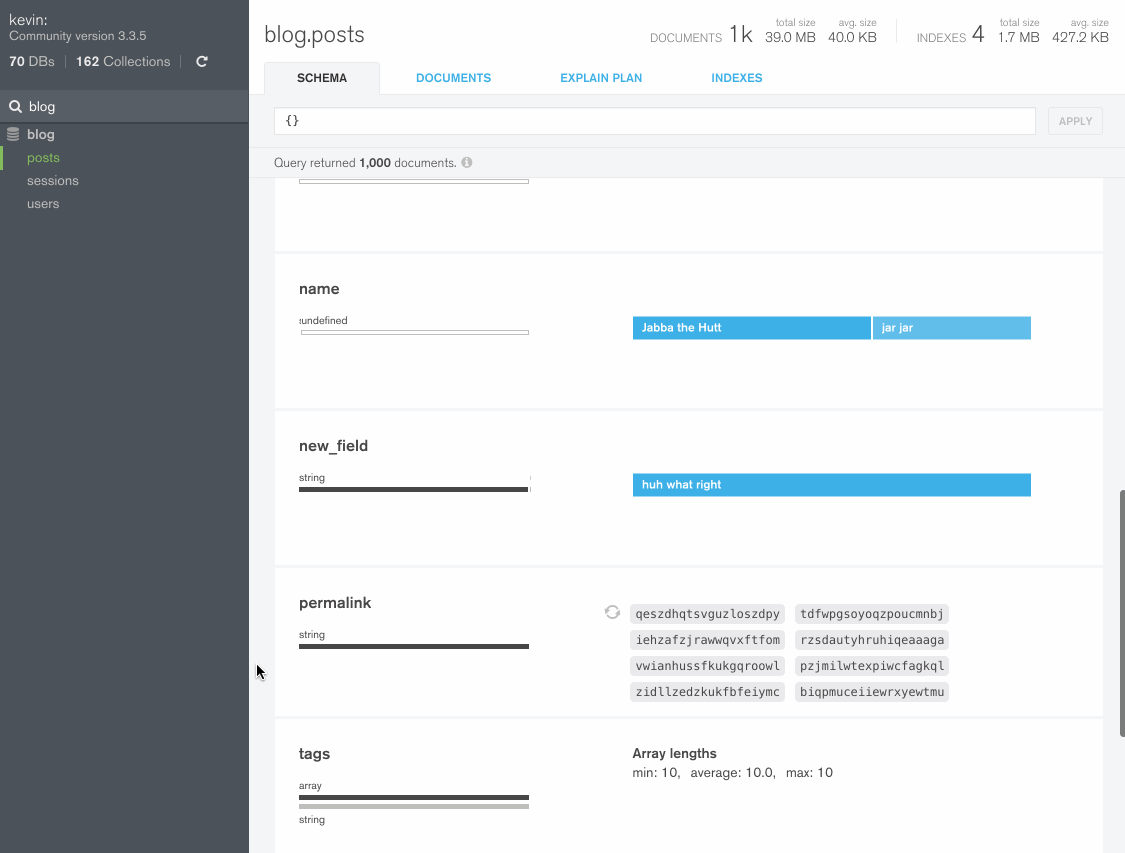 kevin:
Community version 3.3.5
70 DBs
162 Collections
blog
blog
posts
sessions
users
blog.posts
DOCUMENTS 1k
total size
39.0 MB
avg. size
40.0 KB
INDEXES 4
total size
1.7 MB
avg. size
427.2 KB
SCHEMA
DOCUMENTS
EXPLAIN PLAN
INDEXES
{}
APPLY
Query returned 1,000 documents.
name
undefined
Jabba the Hutt
jar jar
new_field
string
huh what right
permalink
string
qeszdhqtsvguzloszdpy tdfwpgsoyoqzpoucmnbj
iehzafzjrawwqvxftfom rzsdautyhruhiqeaaaga
vwianhussfkukgqroowl pzjmilwtexpiwcfagkql
zidllzedzkukfbfeiymc biqpmuceiiewrxyewtmu
tags
array
string
Array lengths
min: 10, average: 10.0, max: 10